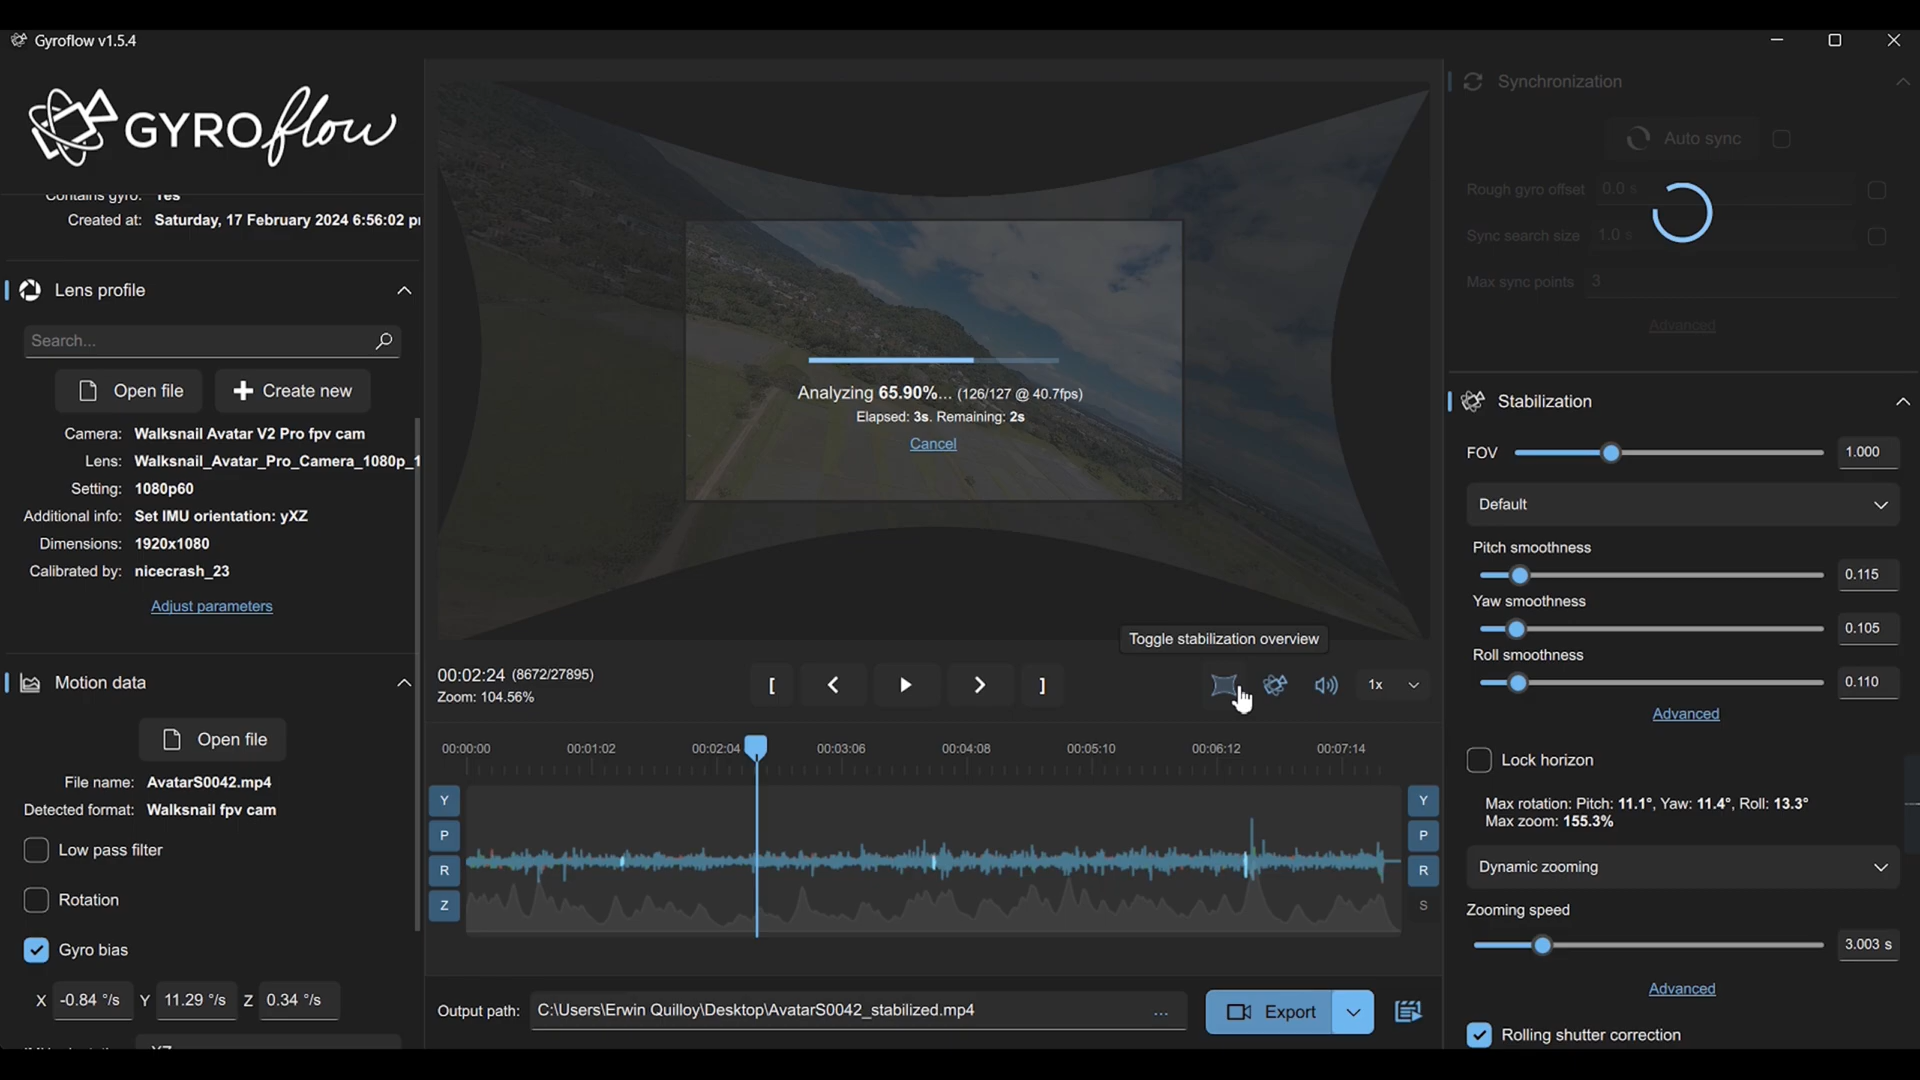 Gyroflow v1.5.4
GYROflow
Contains gyro: Yes
Created at: Saturday, 17 February 2024 6:56:02 p
Lens profile
Search...
Open file
Create new
Camera: Walksnail Avatar V2 Pro fpv cam
Lens: Walksnail_Avatar_Pro_Camera_1080p_1
Setting: 1080p60
Additional info: Set IMU orientation: yXZ
Dimensions: 1920x1080
Calibrated by: nicecrash_23
Adjust parameters
Motion data
Open file
File name: AvatarS0042.mp4
Detected format: Walksnail fpv cam
Low pass filter
Rotation
Gyro bias
X -0.84 °/s Y 11.29 °/s Z 0.34 °/s
Analyzing 65.90%... (126/127 @ 40.7fps)
Elapsed: 3s. Remaining: 2s
Cancel
Toggle stabilization overview
00:02:24 (8672/27895)
Zoom: 104.56%
[ ]
1x
00:00:00 00:01:02 00:02:04 00:03:06 00:04:08 00:05:10 00:06:12 00:07:14
Y Y
P P
R R
Z S
Output path: C:\Users\Erwin Quilloy\Desktop\AvatarS0042_stabilized.mp4 ...
Export
Synchronization
Auto sync
Rough gyro offset 0.0 s
Sync search size 1.0 s
Max sync points 3
Advanced
Stabilization
FOV 1.000
Default
Pitch smoothness
0.115
Yaw smoothness
0.105
Roll smoothness
0.110
Advanced
Lock horizon
Max rotation: Pitch: 11.1°, Yaw: 11.4°, Roll: 13.3°
Max zoom: 155.3%
Dynamic zooming
Zooming speed
3.003 s
Advanced
Rolling shutter correction